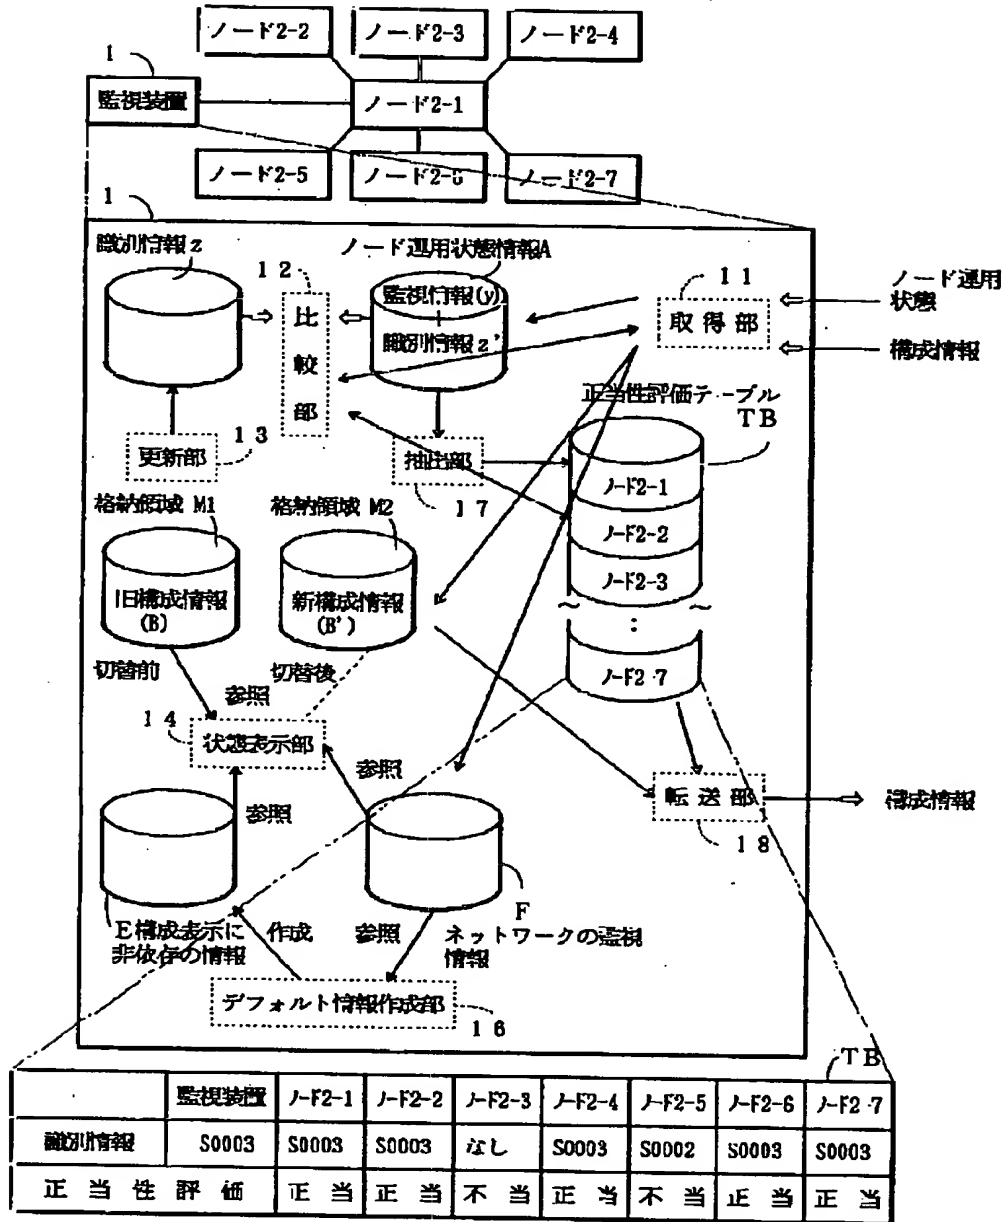 ノード2-2
ノード2-3
ノード2-4
1
監視装置
ノード2-1
ノード2-5
ノード2-6
ノード2-7
1
識別情報z
12
ノード運用状態情報A
比較部
監視情報(y)
識別情報z'
11
取得部
ノード運用
状態
構成情報
正当性評価テーブル
TB
13
更新部
抽出部
17
ノード2-1
ノード2-2
ノード2-3
:
ノード2-7
格納領域 M1
格納領域 M2
旧構成情報
(B)
新構成情報
(B')
切替前
切替後
参照
14
状態表示部
参照
参照
転送部
18
構成情報
E構成表示に
非依存の情報
作成
参照
F
ネットワークの監視
情報
デフォルト情報作成部
16
TB
監視装置 ノード2-1 ノード2-2 ノード2-3 ノード2-4 ノード2-5 ノード2-6 ノード2-7
識別情報 S0003 S0003 S0003 なし S0003 S0002 S0003 S0003
正当性評価 正当 正当 不当 正当 不当 正当 正当